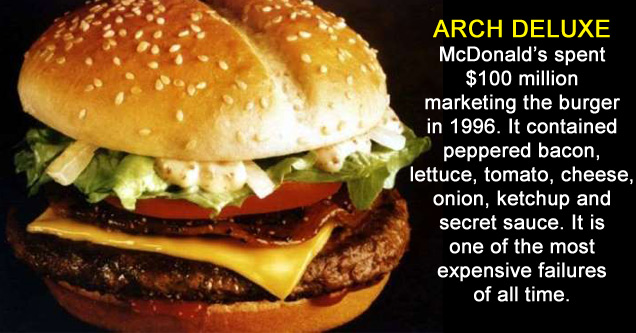 ARCH DELUXE
McDonald's spent
$100 million
marketing the burger
in 1996. It contained
peppered bacon,
lettuce, tomato, cheese,
onion, ketchup and
secret sauce. It is
one of the most
expensive failures
of all time.